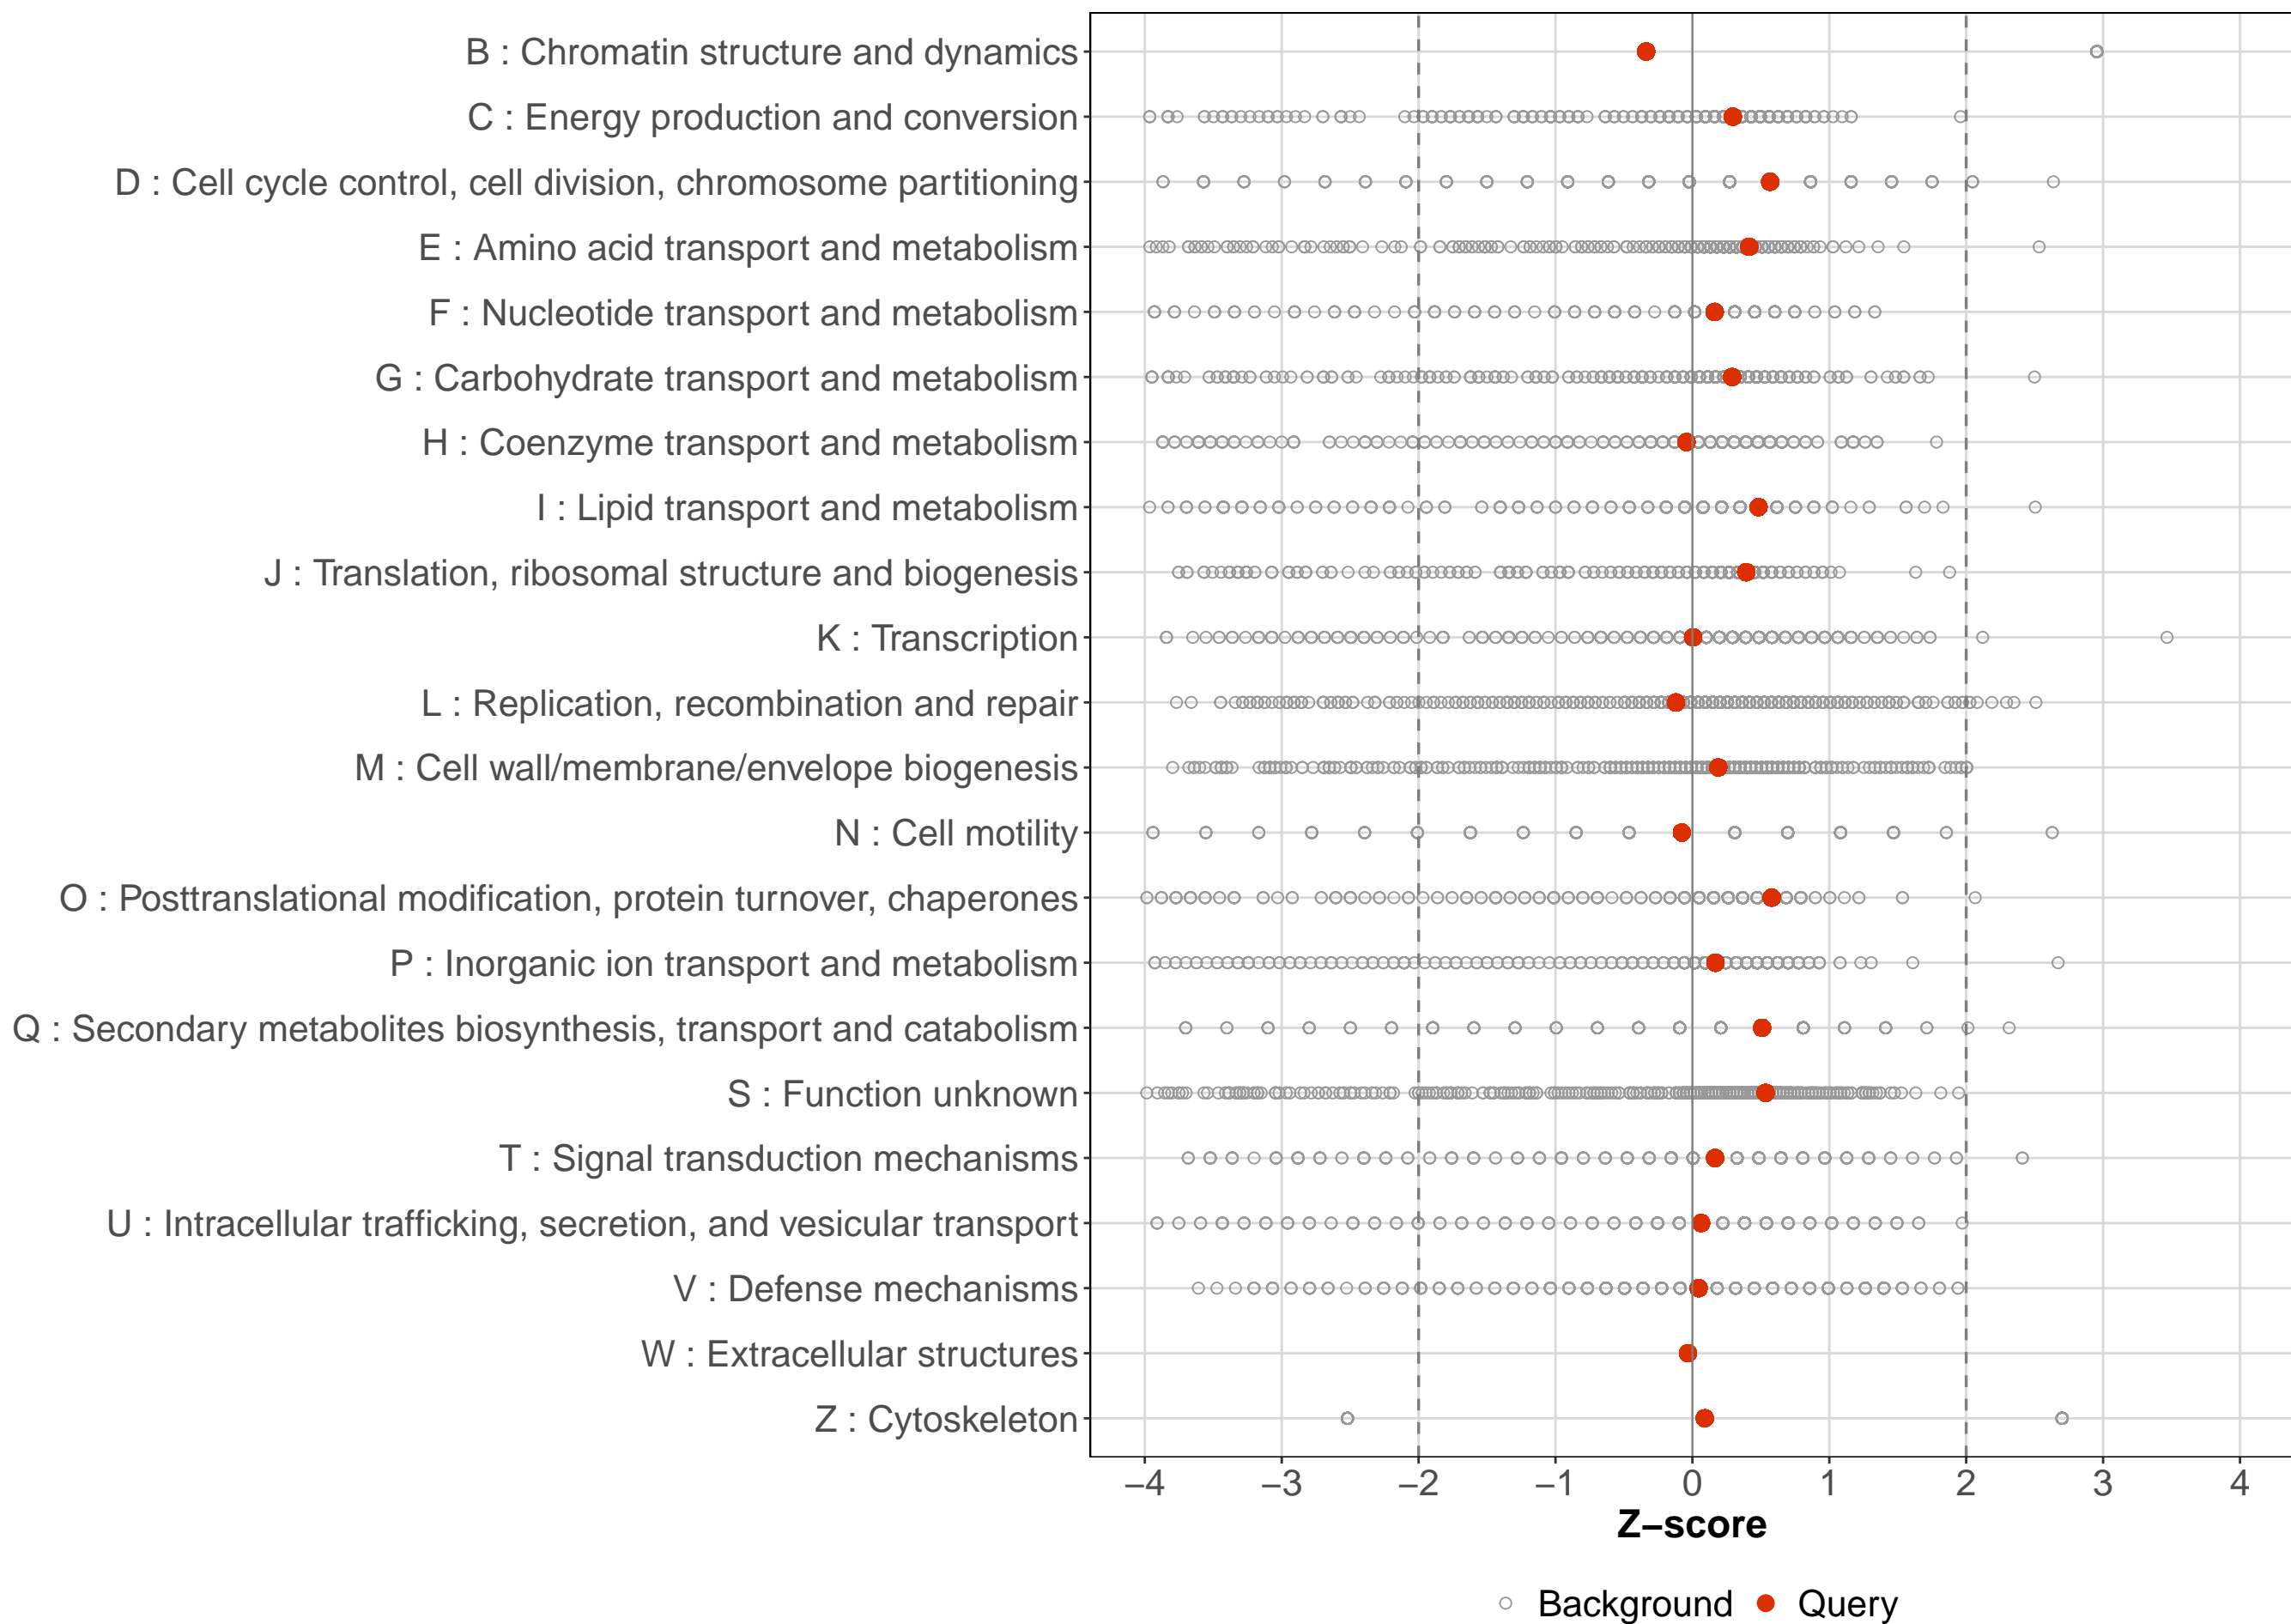 B : Chromatin structure and dynamics
C : Energy production and conversion
D : Cell cycle control, cell division, chromosome partitioning
E : Amino acid transport and metabolism
F : Nucleotide transport and metabolism
G : Carbohydrate transport and metabolism
H : Coenzyme transport and metabolism
I : Lipid transport and metabolism
J : Translation, ribosomal structure and biogenesis
K : Transcription
L : Replication, recombination and repair
M : Cell wall/membrane/envelope biogenesis
N : Cell motility
O : Posttranslational modification, protein turnover, chaperones
P : Inorganic ion transport and metabolism
Q : Secondary metabolites biosynthesis, transport and catabolism
S : Function unknown
T : Signal transduction mechanisms
U : Intracellular trafficking, secretion, and vesicular transport
V : Defense mechanisms
W : Extracellular structures
Z : Cytoskeleton
−4 −3 −2 −1 0 1 2 3 4
Z−score
Background Query